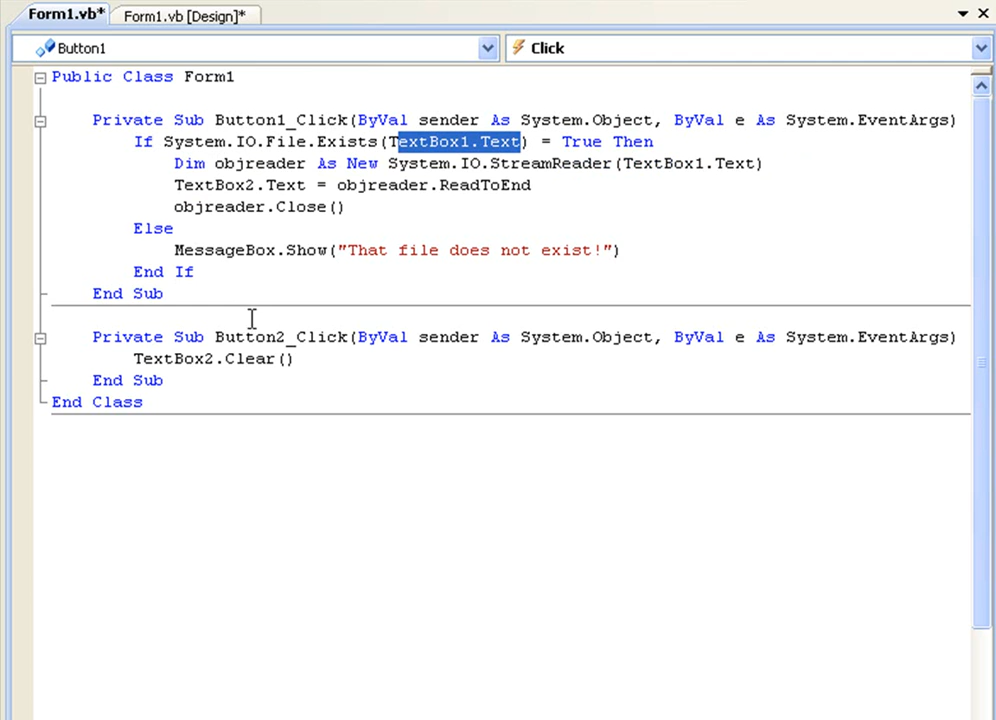 Form1.vb* Form1.vb [Design]*
Button1 Click
Public Class Form1
Private Sub Button1_Click(ByVal sender As System.Object, ByVal e As System.EventArgs)
If System.IO.File.Exists(TextBox1.Text) = True Then
Dim objreader As New System.IO.StreamReader(TextBox1.Text)
TextBox2.Text = objreader.ReadToEnd
objreader.Close()
Else
MessageBox.Show("That file does not exist!")
End If
End Sub
Private Sub Button2_Click(ByVal sender As System.Object, ByVal e As System.EventArgs)
TextBox2.Clear()
End Sub
End Class